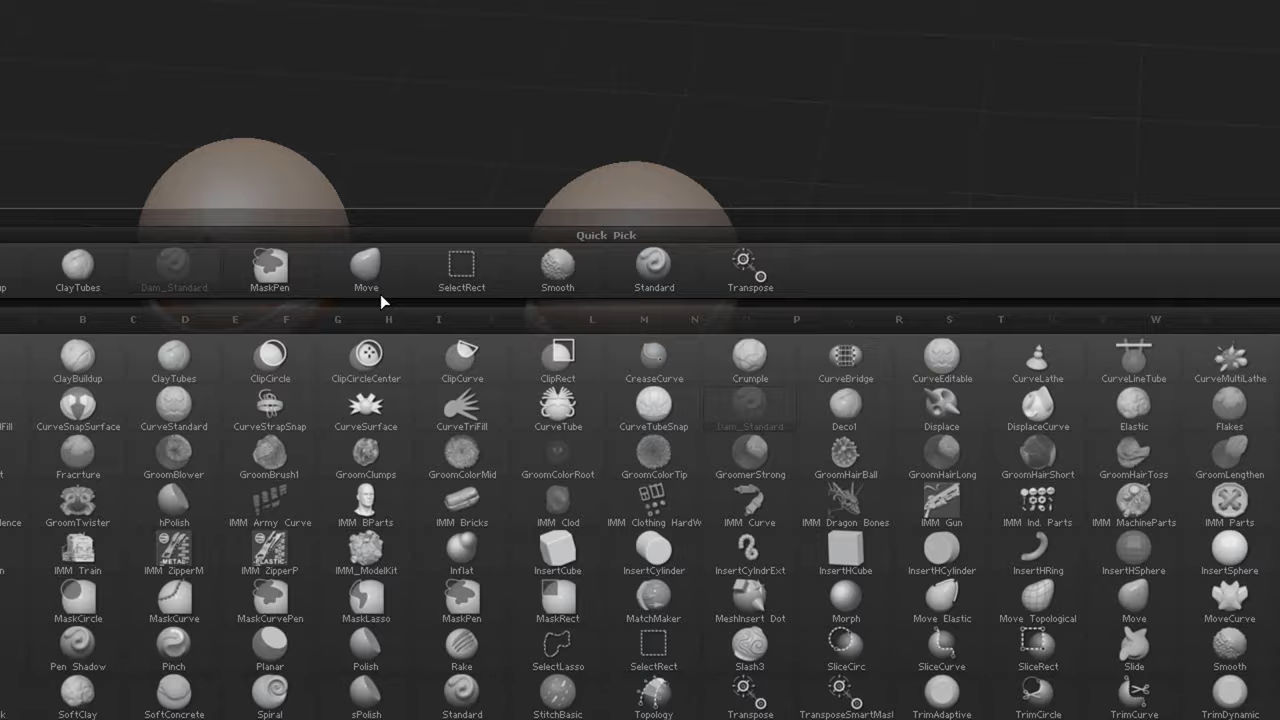 Quick Pick
up ClayTubes Dam_Standard MaskPen Move SelectRect Smooth Standard Transpose
B C D E F G H I L M N P R S T W
ClayBuildup ClayTubes ClipCircle ClipCircleCenter ClipCurve ClipRect CreaseCurve Crumple CurveBridge CurveEditable CurveLathe CurveLineTube CurveMultiLathe
Fill CurveSnapSurface CurveStandard CurveStrapSnap CurveSurface CurveTriFill CurveTube CurveTubeSnap Dam_Standard Deco1 Displace DisplaceCurve Elastic Flakes
t Fracrture GroomBlower GroomBrush1 GroomClumps GroomColorMid GroomColorRoot GroomColorTip GroomerStrong GroomHairBall GroomHairLong GroomHairShort GroomHairToss GroomLengthen
lence GroomTwister hPolish IMM Army Curve IMM BParts IMM Bricks IMM Clod IMM Clothing HardW IMM Curve IMM Dragon Bones IMM Gun IMM Ind. Parts IMM MachineParts IMM Parts
n IMM Train IMM ZipperM IMM ZipperP IMM_ModelKit Inflat InsertCube InsertCylinder InsertCylndrExt InsertHCube InsertHCylinder InsertHRing InsertHSphere InsertSphere
MaskCircle MaskCurve MaskCurvePen MaskLasso MaskPen MaskRect MatchMaker MeshInsert Dot Morph Move Elastic Move Topological Move MoveCurve
Pen Shadow Pinch Planar Polish Rake SelectLasso SelectRect Slash3 SliceCirc SliceCurve SliceRect Slide Smooth
k SoftClay SoftConcrete Spiral sPolish Standard StitchBasic Topology Transpose TransposeSmartMasl TrimAdaptive TrimCircle TrimCurve TrimDynamic